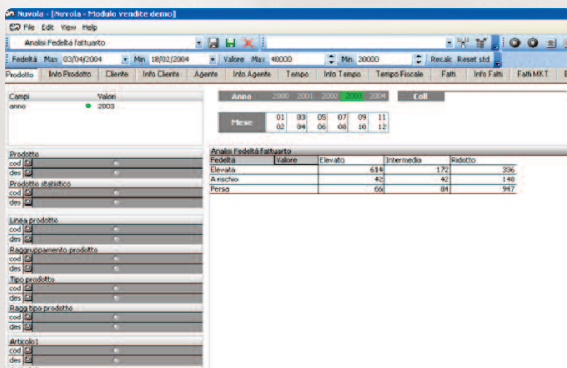 Nuvola - [Nuvola - Modulo vendite demo]
File Edit View Help
Analisi Fedeltà fatturato
Fedeltà Max 03/04/2004 Min 18/02/2004 Valore Max 40000 Min 20000 Recalc Reset std
Prodotto Info Prodotto Cliente Info Cliente Agente Info Agente Tempo Info Tempo Tempo Fiscale Fatti Info Fatti Fatti MKT
Campi Valori
anno 2003
Anno 2000 2001 2002 2003 2004 Coll
Mese 01 03 05 07 09 11
02 04 06 08 10 12
Analisi Fedeltà fatturato
Fedeltà Valore Elevato Intermedio Ridotto
Elevata 614 172 336
A rischio 42 42 148
Persa 66 84 947
Prodotto
cod
des
Prodotto statistico
cod
des
Linea prodotto
cod
des
Raggruppamento prodotto
cod
des
Tipo prodotto
cod
des
Ragg tipo prodotto
cod
des
Articolo1
cod
des